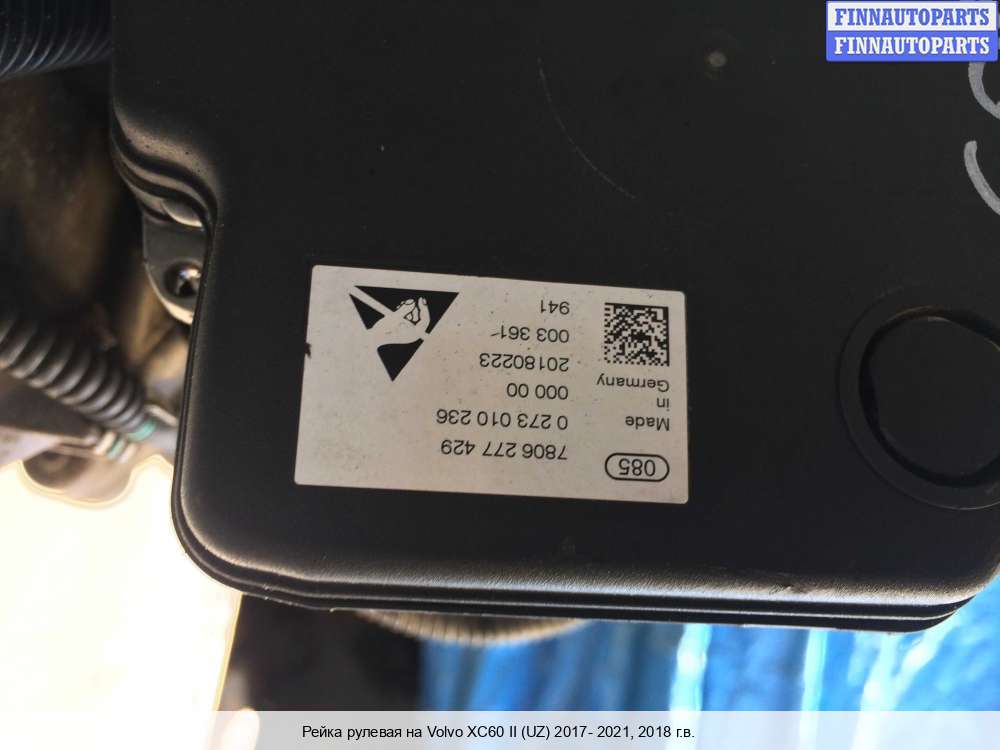 FINNAUTOPARTS
FINNAUTOPARTS
085
7806 277 429
0 273 010 236
000 00
20180223
003 361-
941
Made
in
Germany
Рейка рулевая на Volvo XC60 II (UZ) 2017- 2021, 2018 г.в.